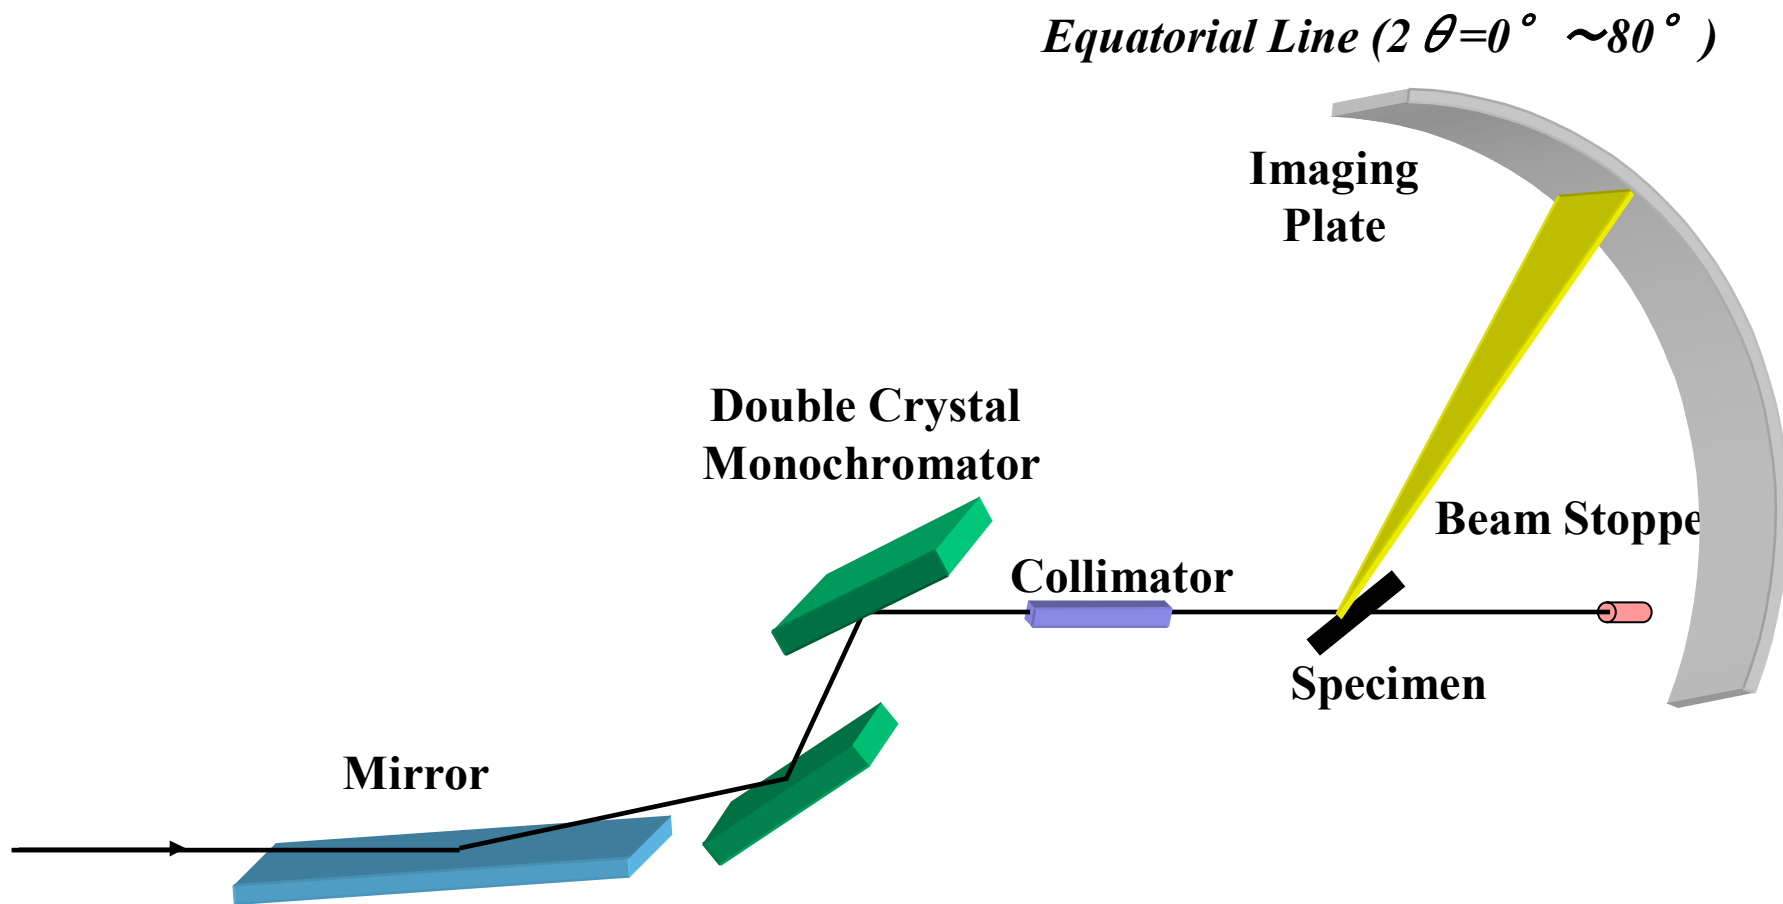 Equatorial Line (2θ=0° ~80° )
Imaging
Plate
Double Crystal
Monochromator
Beam Stoppe
Collimator
Specimen
Mirror